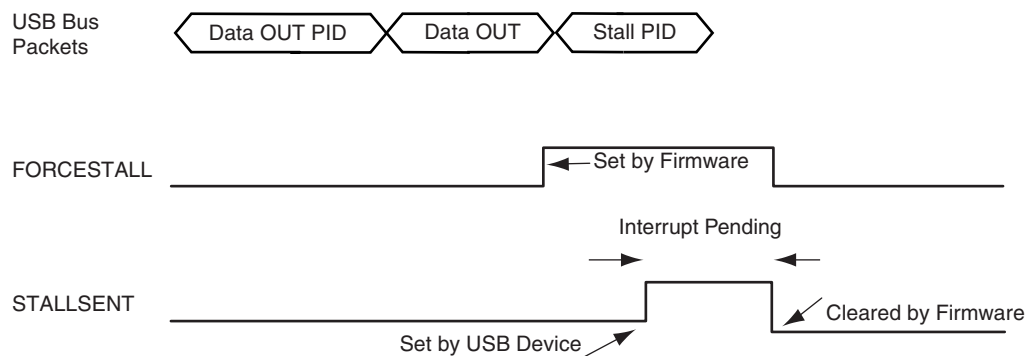 USB Bus
Packets
Data OUT PID
Data OUT
Stall PID
FORCESTALL
Set by Firmware
Interrupt Pending
STALLSENT
Cleared by Firmware
Set by USB Device